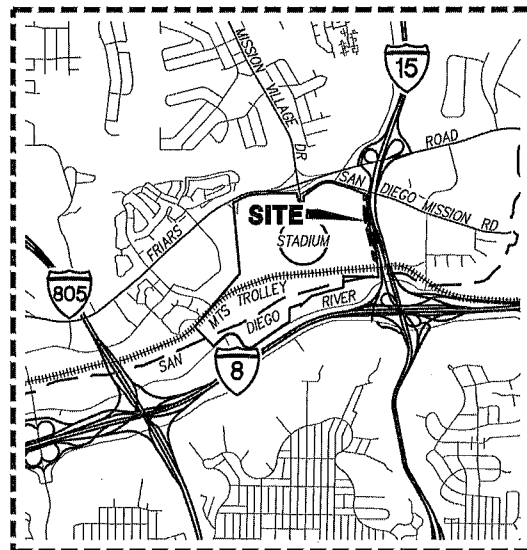 MISSION VILLAGE DR
15
FRIARS
ROAD
SAN DIEGO MISSION RD
SITE
STADIUM
805
MTS TROLLEY
SAN DIEGO RIVER
8